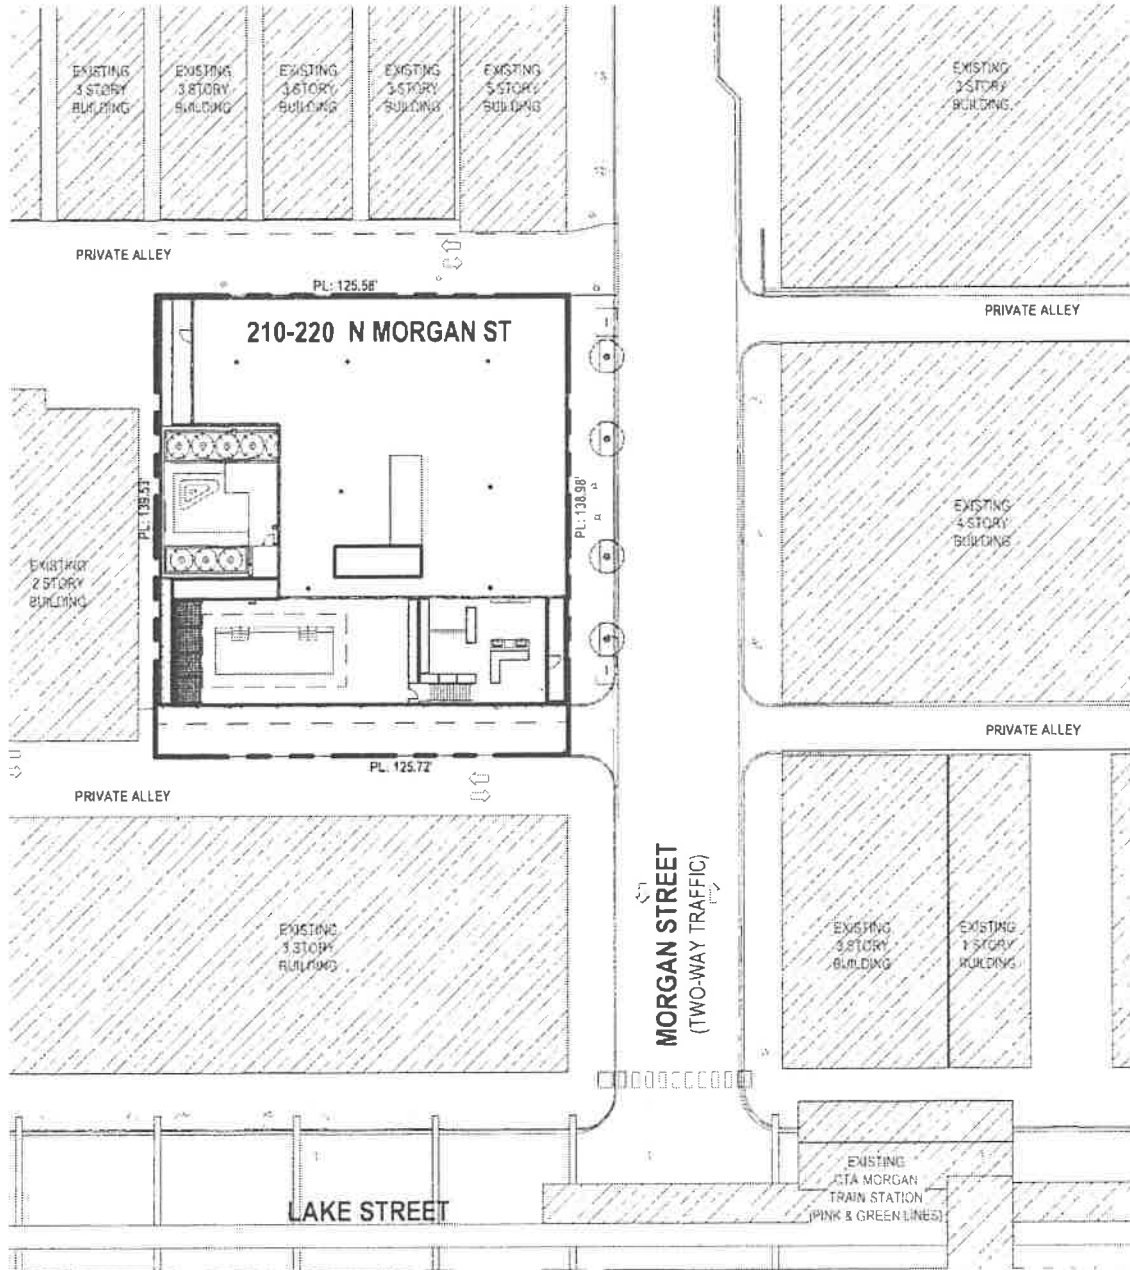 EXISTING
3 STORY
BUILDING
EXISTING
3 STORY
BUILDING
EXISTING
3 STORY
BUILDING
EXISTING
3 STORY
BUILDING
EXISTING
STORY
BUILDING
EXISTING
3 STORY
BUILDING
PRIVATE ALLEY
PL: 125.58'
210-220 N MORGAN ST
PRIVATE ALLEY
PL: 139.53'
PL: 138.98'
EXISTING
4 STORY
BUILDING
EXISTING
2 STORY
BUILDING
PL: 125.72'
PRIVATE ALLEY
PRIVATE ALLEY
MORGAN STREET
(TWO-WAY TRAFFIC)
EXISTING
3 STORY
BUILDING
EXISTING
3 STORY
BUILDING
EXISTING
1 STORY
BUILDING
EXISTING
CTA MORGAN
TRAIN STATION
(PINK & GREEN LINES)
LAKE STREET